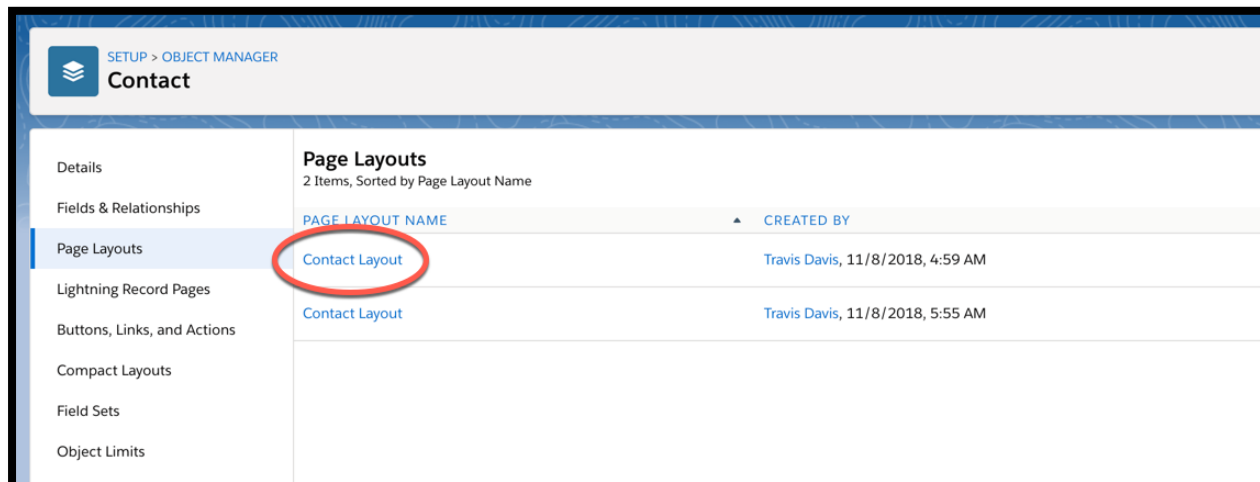 SETUP > OBJECT MANAGER
Contact
Details
Fields & Relationships
Page Layouts
Lightning Record Pages
Buttons, Links, and Actions
Compact Layouts
Field Sets
Object Limits
Page Layouts
2 Items, Sorted by Page Layout Name
PAGE LAYOUT NAME CREATED BY
Contact Layout Travis Davis, 11/8/2018, 4:59 AM
Contact Layout Travis Davis, 11/8/2018, 5:55 AM